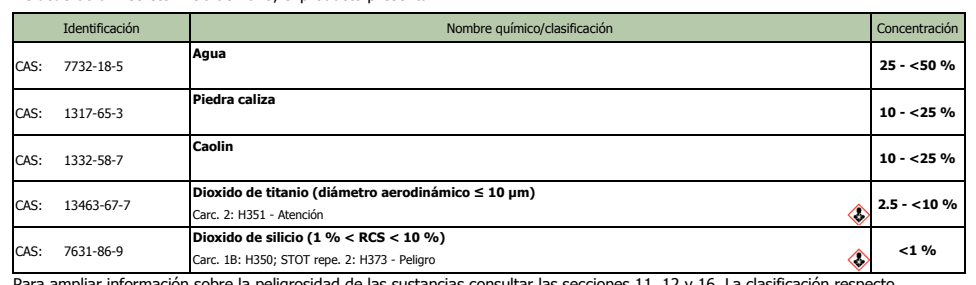 Identificación Nombre químico/clasificación Concentración
CAS: 7732-18-5 Agua 25 - <50 %
CAS: 1317-65-3 Piedra caliza 10 - <25 %
CAS: 1332-58-7 Caolin 10 - <25 %
CAS: 13463-67-7 Dioxido de titanio (diámetro aerodinámico ≤ 10 µm) 2.5 - <10 %
Carc. 2: H351 - Atención
CAS: 7631-86-9 Dioxido de silicio (1 % < RCS < 10 %) <1 %
Carc. 1B: H350; STOT repe. 2: H373 - Peligro
Para ampliar información sobre la peligrosidad de las sustancias consultar las secciones 11, 12 y 16. La clasificación respecto